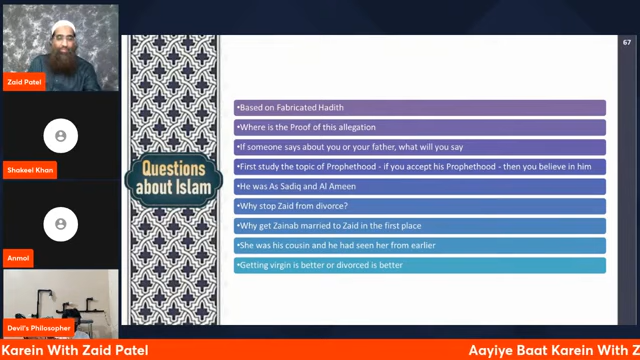 67
Zaid Patel
Shakeel Khan
Anmol
Devil's Philosopher
Questions
about Islam
•Based on Fabricated Hadith
•Where is the Proof of this allegation
•If someone says about you or your father, what will you say
•First study the topic of Prophethood - if you accept his Prophethood - then you believe in him
•He was As Sadiq and Al Ameen
•Why stop Zaid from divorce?
•Why get Zainab married to Zaid in the first place
•She was his cousin and he had seen her from earlier
•Getting virgin is better or divorced is better
Karein With Zaid Patel
Aayiye Baat Karein With Z